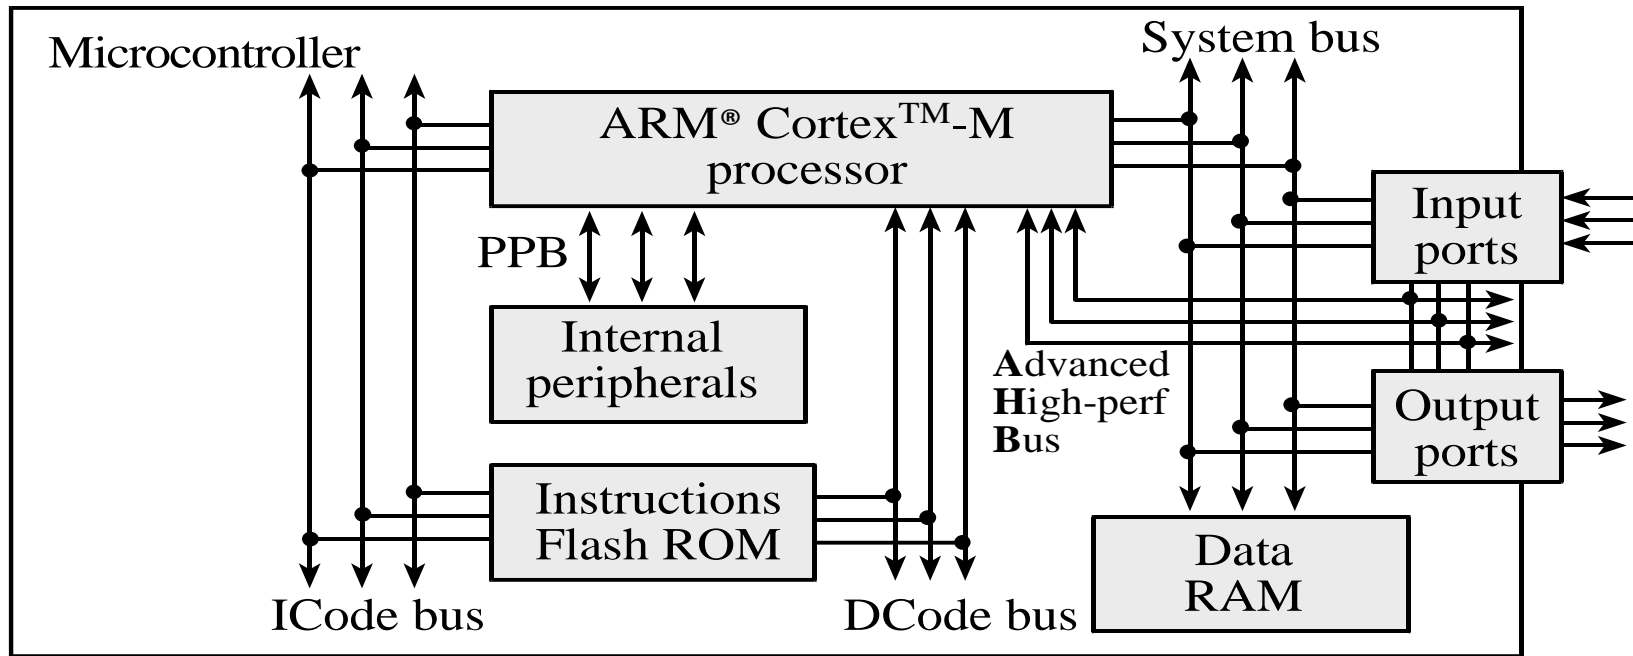 Microcontroller
System bus
ARM® Cortex™-M
processor
Input
ports
PPB
Internal
peripherals
Advanced
High-perf
Bus
Output
ports
Instructions
Flash ROM
Data
RAM
ICode bus
DCode bus